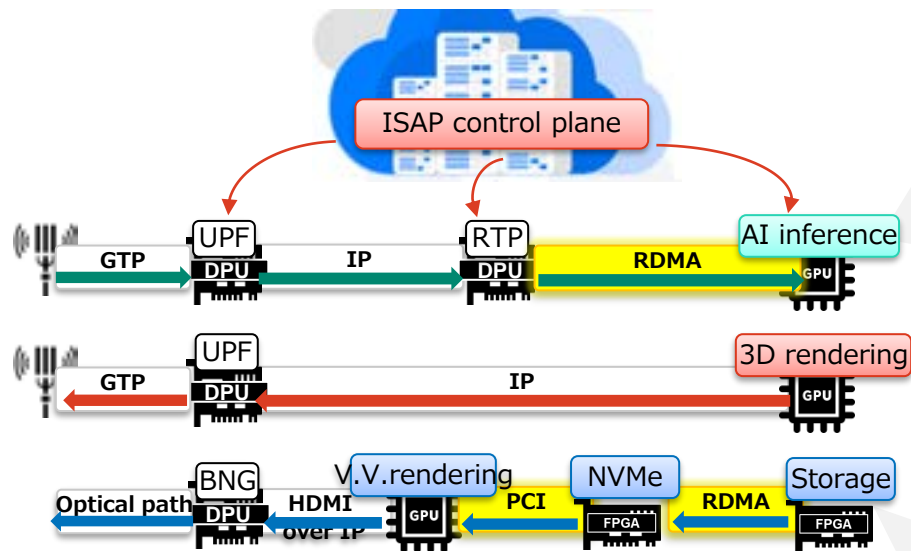 ISAP control plane
UPF
RTP
AI inference
GTP
DPU
IP
DPU
RDMA
GPU
UPF
3D rendering
GTP
DPU
IP
GPU
BNG
V.V.rendering
NVMe
Storage
Optical path
DPU
HDMI
over IP
GPU
PCI
FPGA
RDMA
FPGA